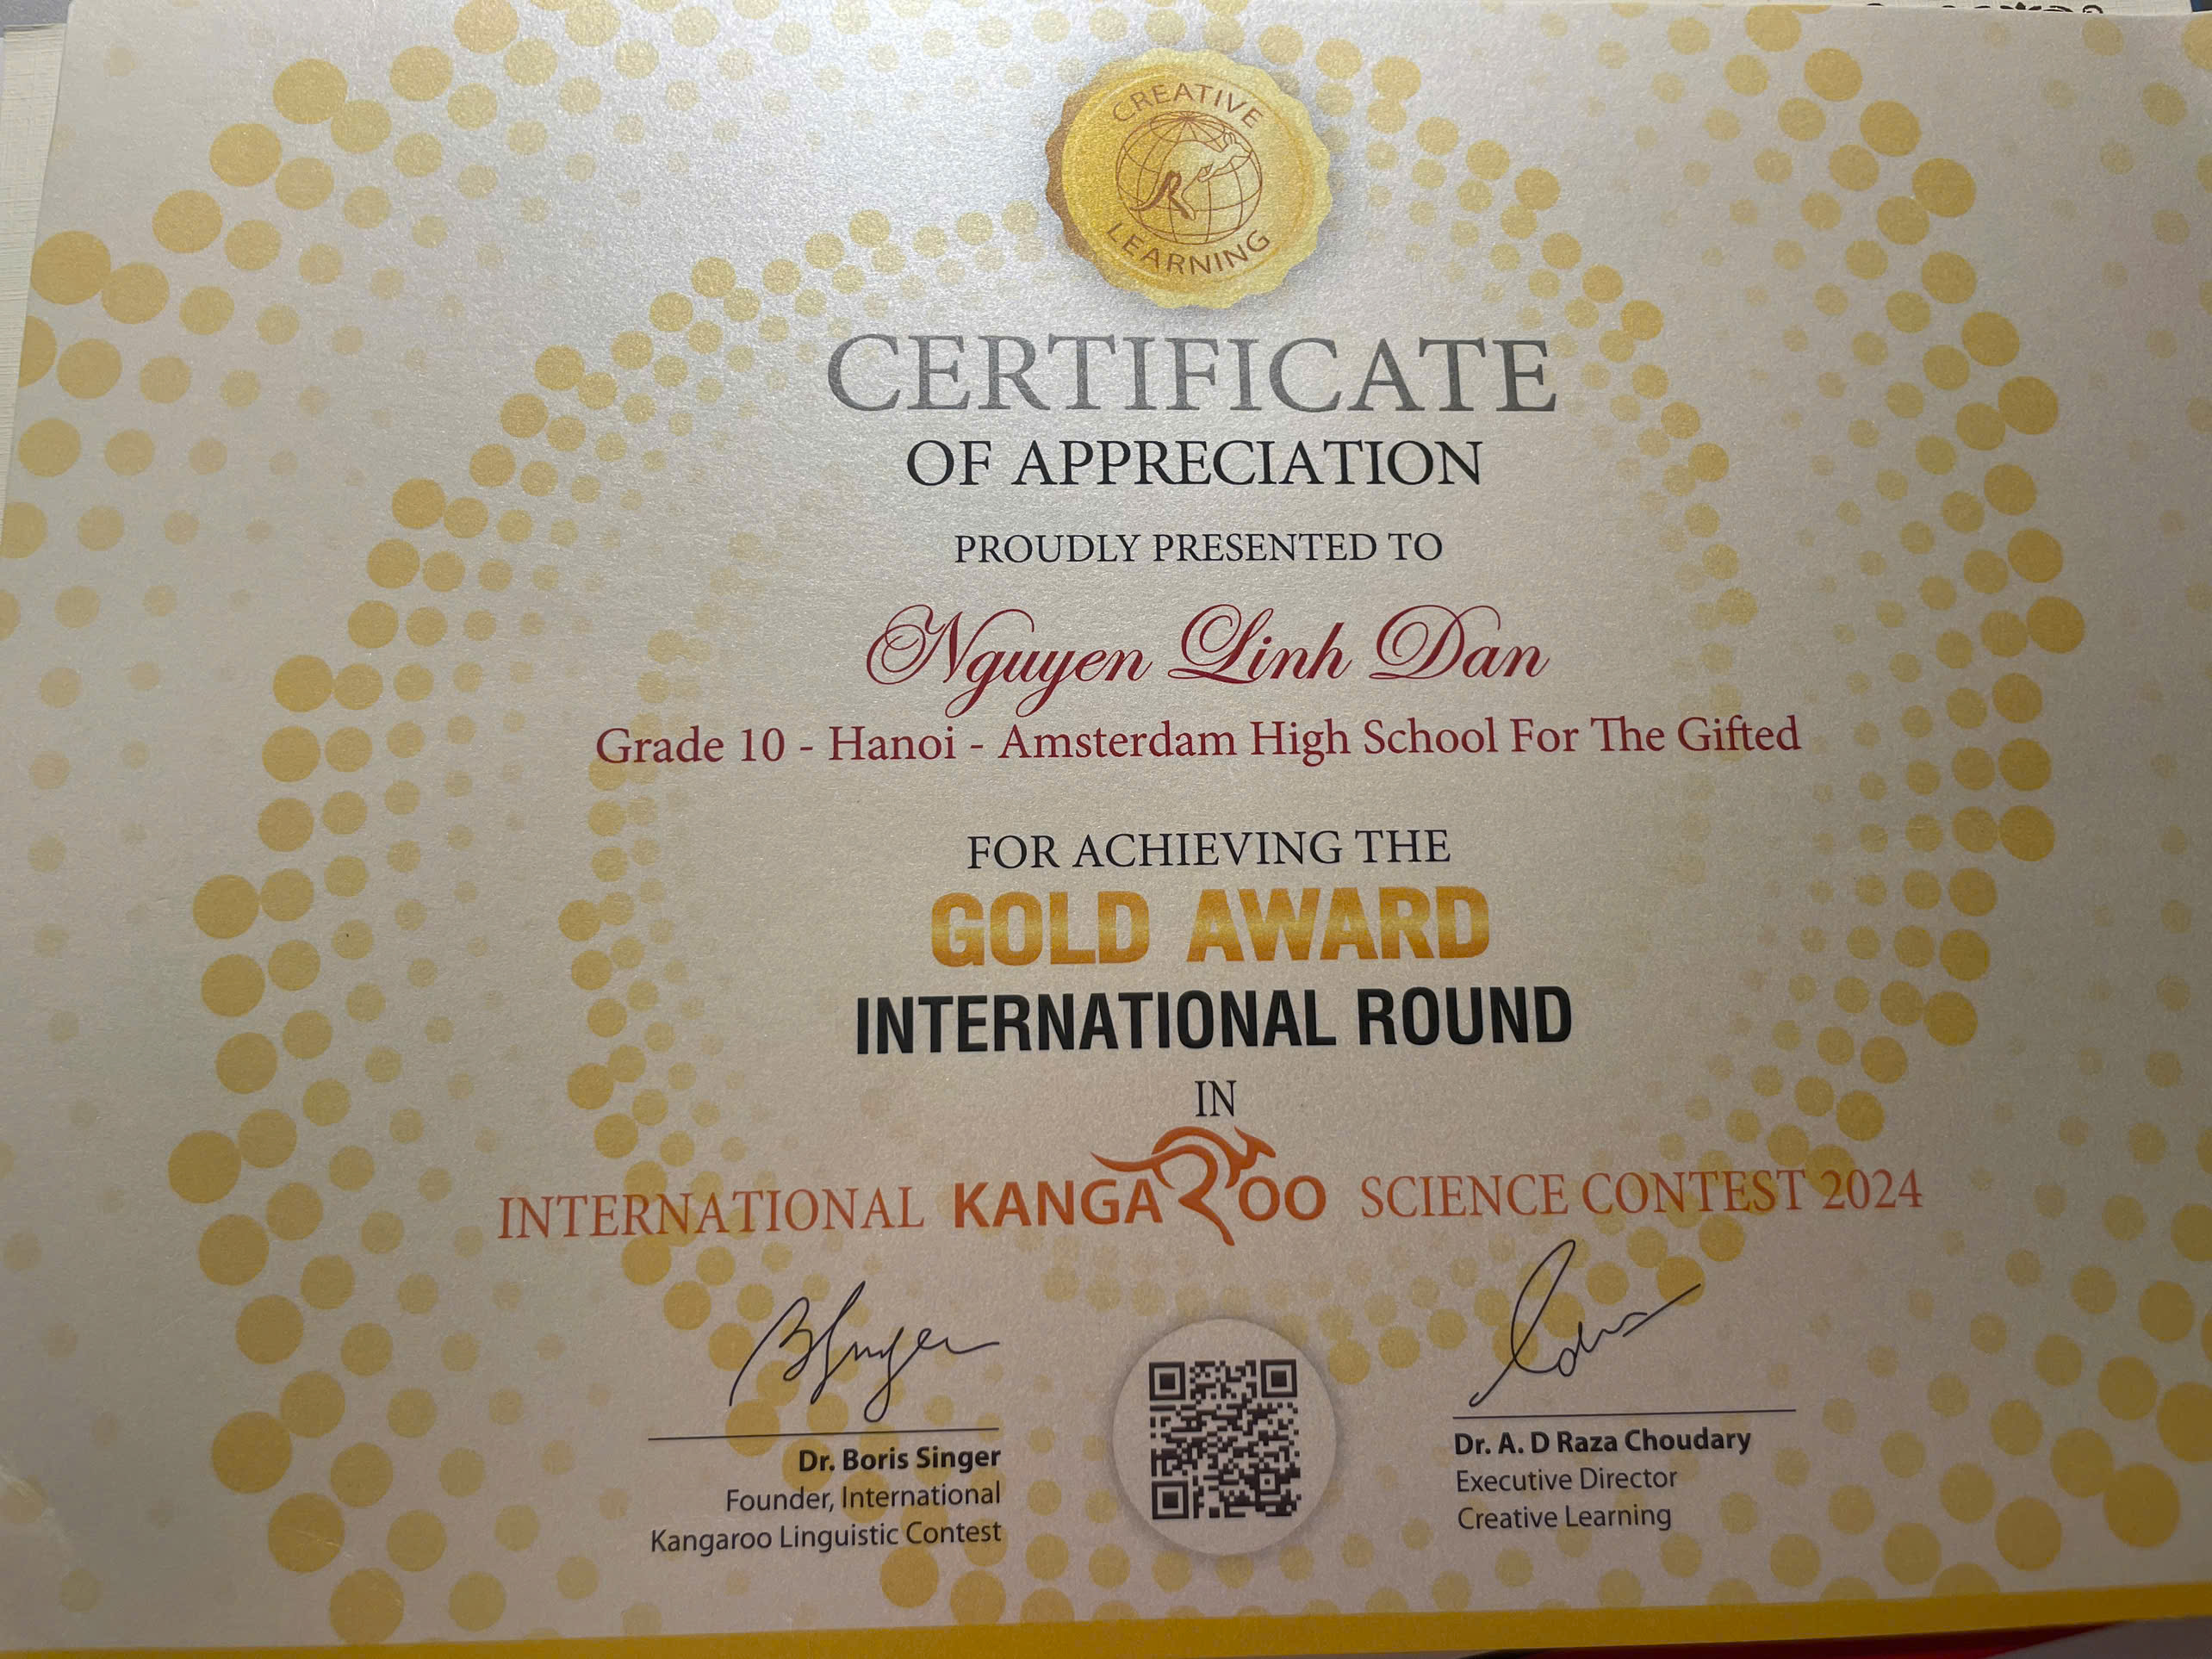 CREATIVE
LEARNING
CERTIFICATE
OF APPRECIATION
PROUDLY PRESENTED TO
Nguyen Linh Dan
Grade 10 - Hanoi - Amsterdam High School For The Gifted
FOR ACHIEVING THE
GOLD AWARD
INTERNATIONAL ROUND
IN
INTERNATIONAL KANGAROO SCIENCE CONTEST 2024
Dr. Boris Singer
Founder, International
Kangaroo Linguistic Contest
Dr. A. D Raza Choudary
Executive Director
Creative Learning